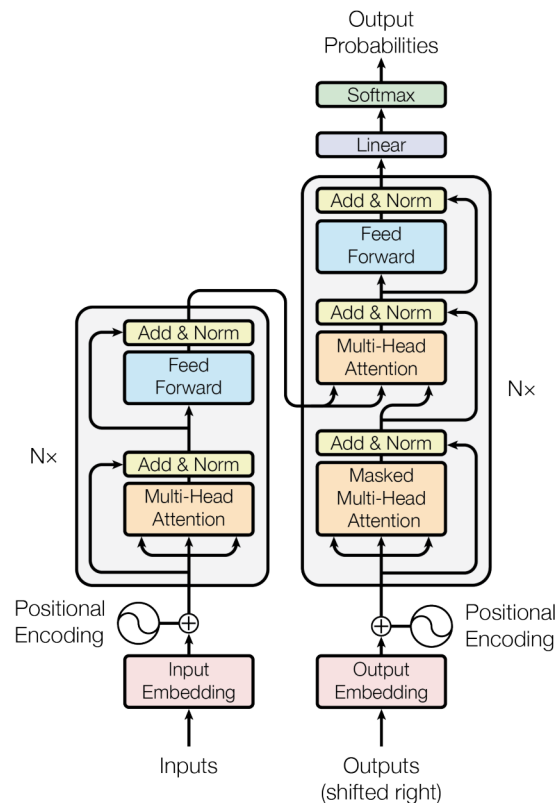 Output
Probabilities
Softmax
Linear
Add & Norm
Feed
Forward
Add & Norm
Multi-Head
Attention
Add & Norm
Masked
Multi-Head
Attention
N×
Add & Norm
Feed
Forward
Add & Norm
Multi-Head
Attention
N×
Positional
Encoding
Positional
Encoding
Input
Embedding
Output
Embedding
Inputs
Outputs
(shifted right)